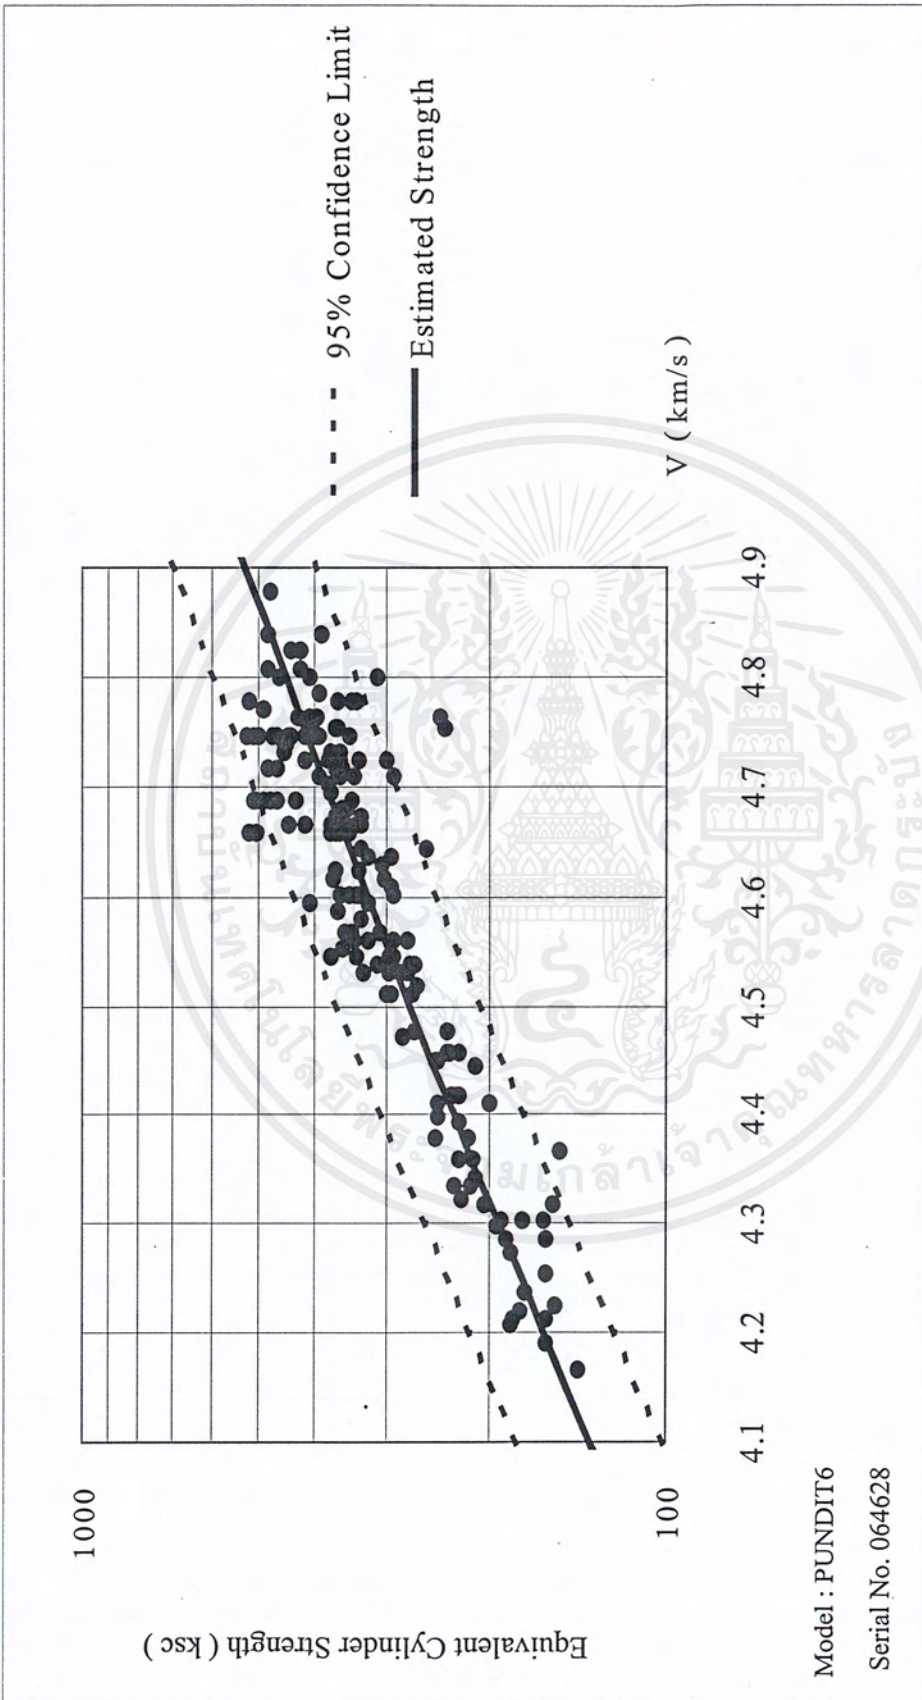 Equivalent Cylinder Strength ( ksc )
1000
100
4.1 4.2 4.3 4.4 4.5 4.6 4.7 4.8 4.9
V ( km/s )
95% Confidence Limit
Estimated Strength
Model : PUNDIT6
Serial No. 064628